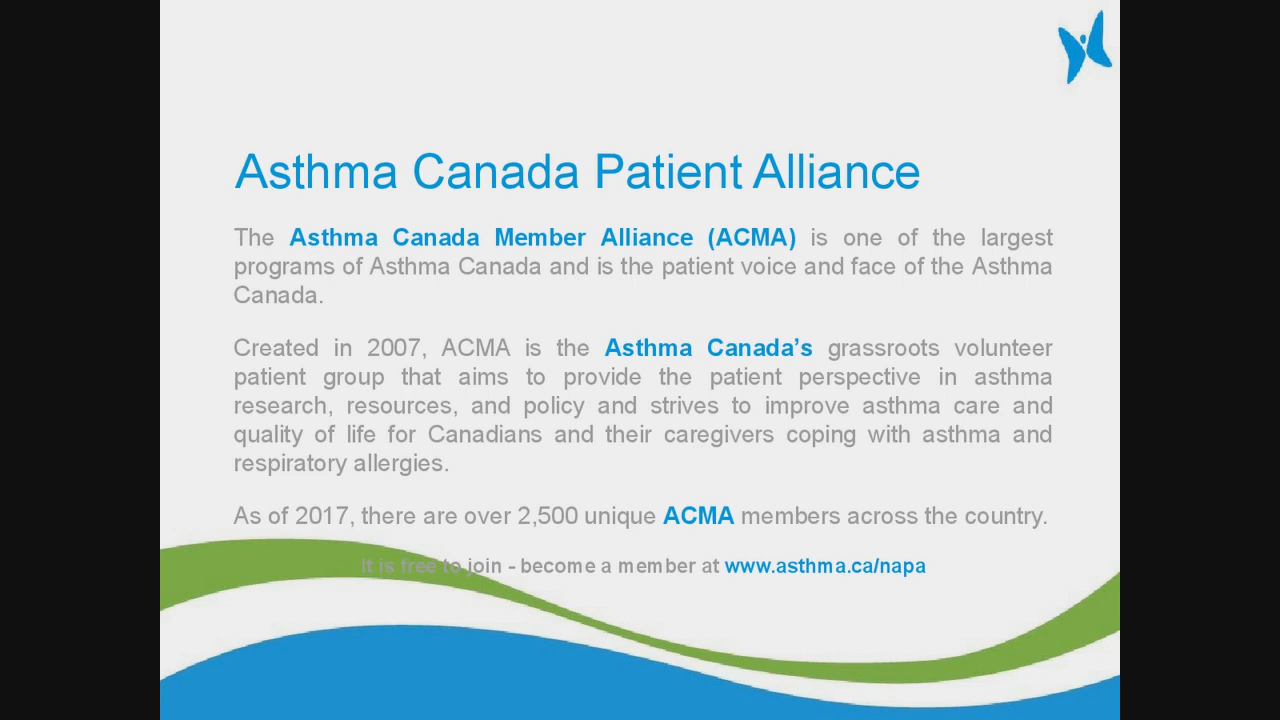 Asthma Canada Patient Alliance
The Asthma Canada Member Alliance (ACMA) is one of the largest
programs of Asthma Canada and is the patient voice and face of the Asthma
Canada.
Created in 2007, ACMA is the Asthma Canada’s grassroots volunteer
patient group that aims to provide the patient perspective in asthma
research, resources, and policy and strives to improve asthma care and
quality of life for Canadians and their caregivers coping with asthma and
respiratory allergies.
As of 2017, there are over 2,500 unique ACMA members across the country.
It is free to join - become a member at www.asthma.ca/napa